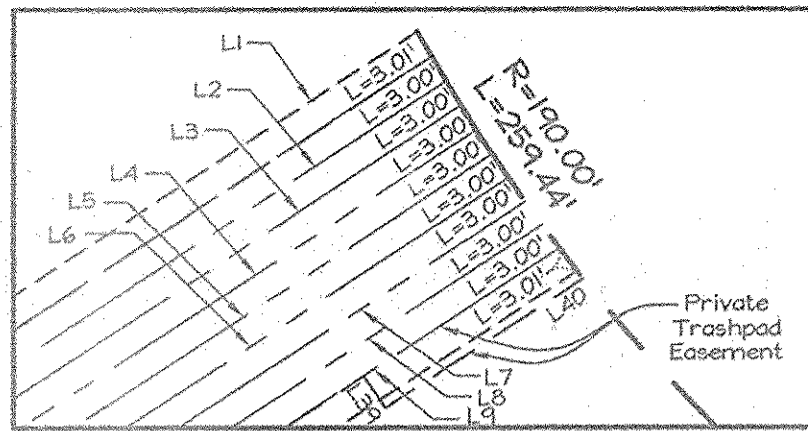 L1
L2
L3
L4
L5
L6
L=3.01'
L=3.00'
L=3.00'
L=3.00'
L=3.00'
L=3.00'
L=3.00'
L=3.00'
L=3.00'
L=3.01'
R=190.00'
L=259.44'
L40
Private
Trashpad
Easement
L7
L8
L9